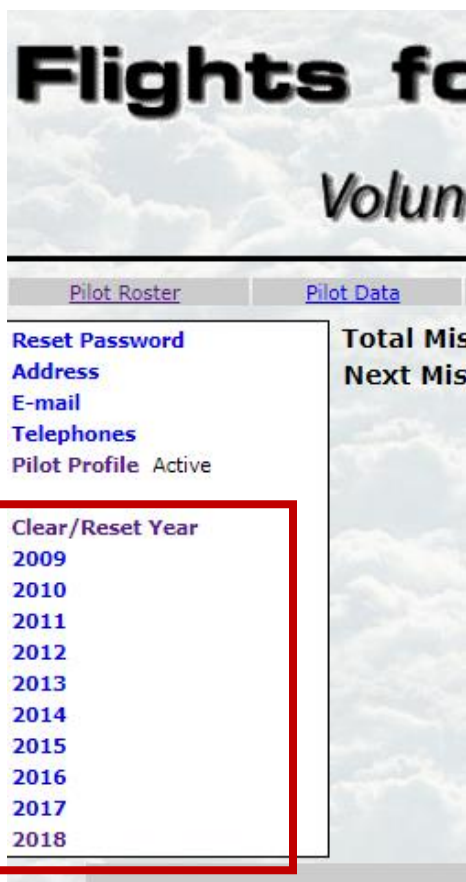 Flights fo
Volun
Pilot Roster Pilot Data
Reset Password
Address
E-mail
Telephones
Pilot Profile Active
Total Mis
Next Mis
Clear/Reset Year
2009
2010
2011
2012
2013
2014
2015
2016
2017
2018